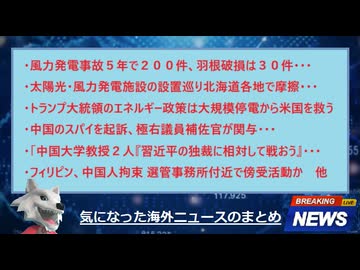 ・風力発電事故５年で２００件、羽根破損は３０件・・・
・太陽光・風力発電施設の設置巡り北海道各地で摩擦・・・
・トランプ大統領のエネルギー政策は大規模停電から米国を救う
・中国のスパイを起訴、極右議員補佐官が関与・・・
・「中国大学教授２人『習近平の独裁に相対して戦おう』・・・
・フィリピン、中国人拘束 選管事務所付近で傍受活動か　他
気になった海外ニュースのまとめ
BREAKING LIVE
NEWS